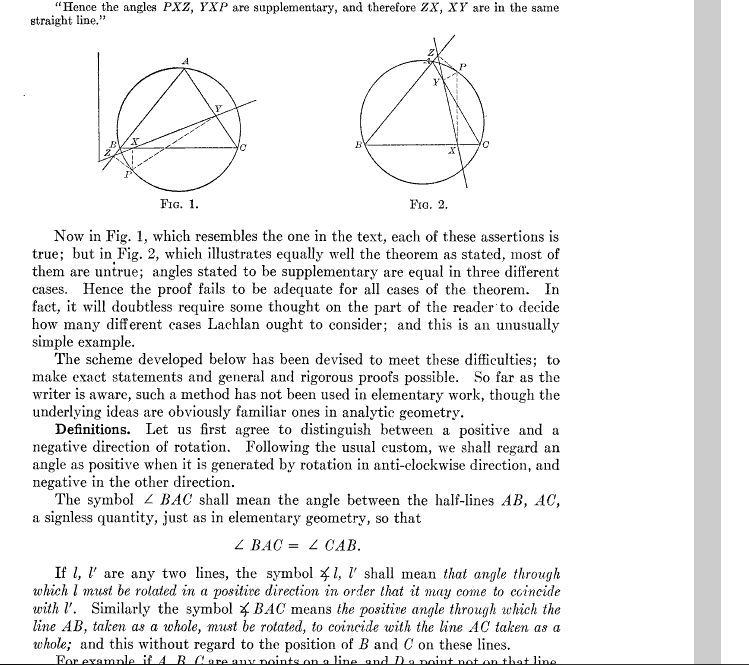 “Hence the angles PXZ, YXP are supplementary, and therefore ZX, XY are in the same
straight line.”
A
Y
B
X
C
Z
P
Z
A
P
Y
B
X
C
FIG. 1.
FIG. 2.
Now in Fig. 1, which resembles the one in the text, each of these assertions is
true; but in Fig. 2, which illustrates equally well the theorem as stated, most of
them are untrue; angles stated to be supplementary are equal in three different
cases. Hence the proof fails to be adequate for all cases of the theorem. In
fact, it will doubtless require some thought on the part of the reader to decide
how many different cases Lachlan ought to consider; and this is an unusually
simple example.
The scheme developed below has been devised to meet these difficulties; to
make exact statements and general and rigorous proofs possible. So far as the
writer is aware, such a method has not been used in elementary work, though the
underlying ideas are obviously familiar ones in analytic geometry.
Definitions. Let us first agree to distinguish between a positive and a
negative direction of rotation. Following the usual custom, we shall regard an
angle as positive when it is generated by rotation in anti-clockwise direction, and
negative in the other direction.
The symbol ∠ BAC shall mean the angle between the half-lines AB, AC,
a signless quantity, just as in elementary geometry, so that
∠ BAC = ∠ CAB.
If l, l′ are any two lines, the symbol ∡ l, l′ shall mean that angle through
which l must be rotated in a positive direction in order that it may come to coincide
with l′. Similarly the symbol ∡ BAC means the positive angle through which the
line AB, taken as a whole, must be rotated, to coincide with the line AC taken as a
whole; and this without regard to the position of B and C on these lines.
For example, if A, B, C are any points on a line, and D a point not on that line,